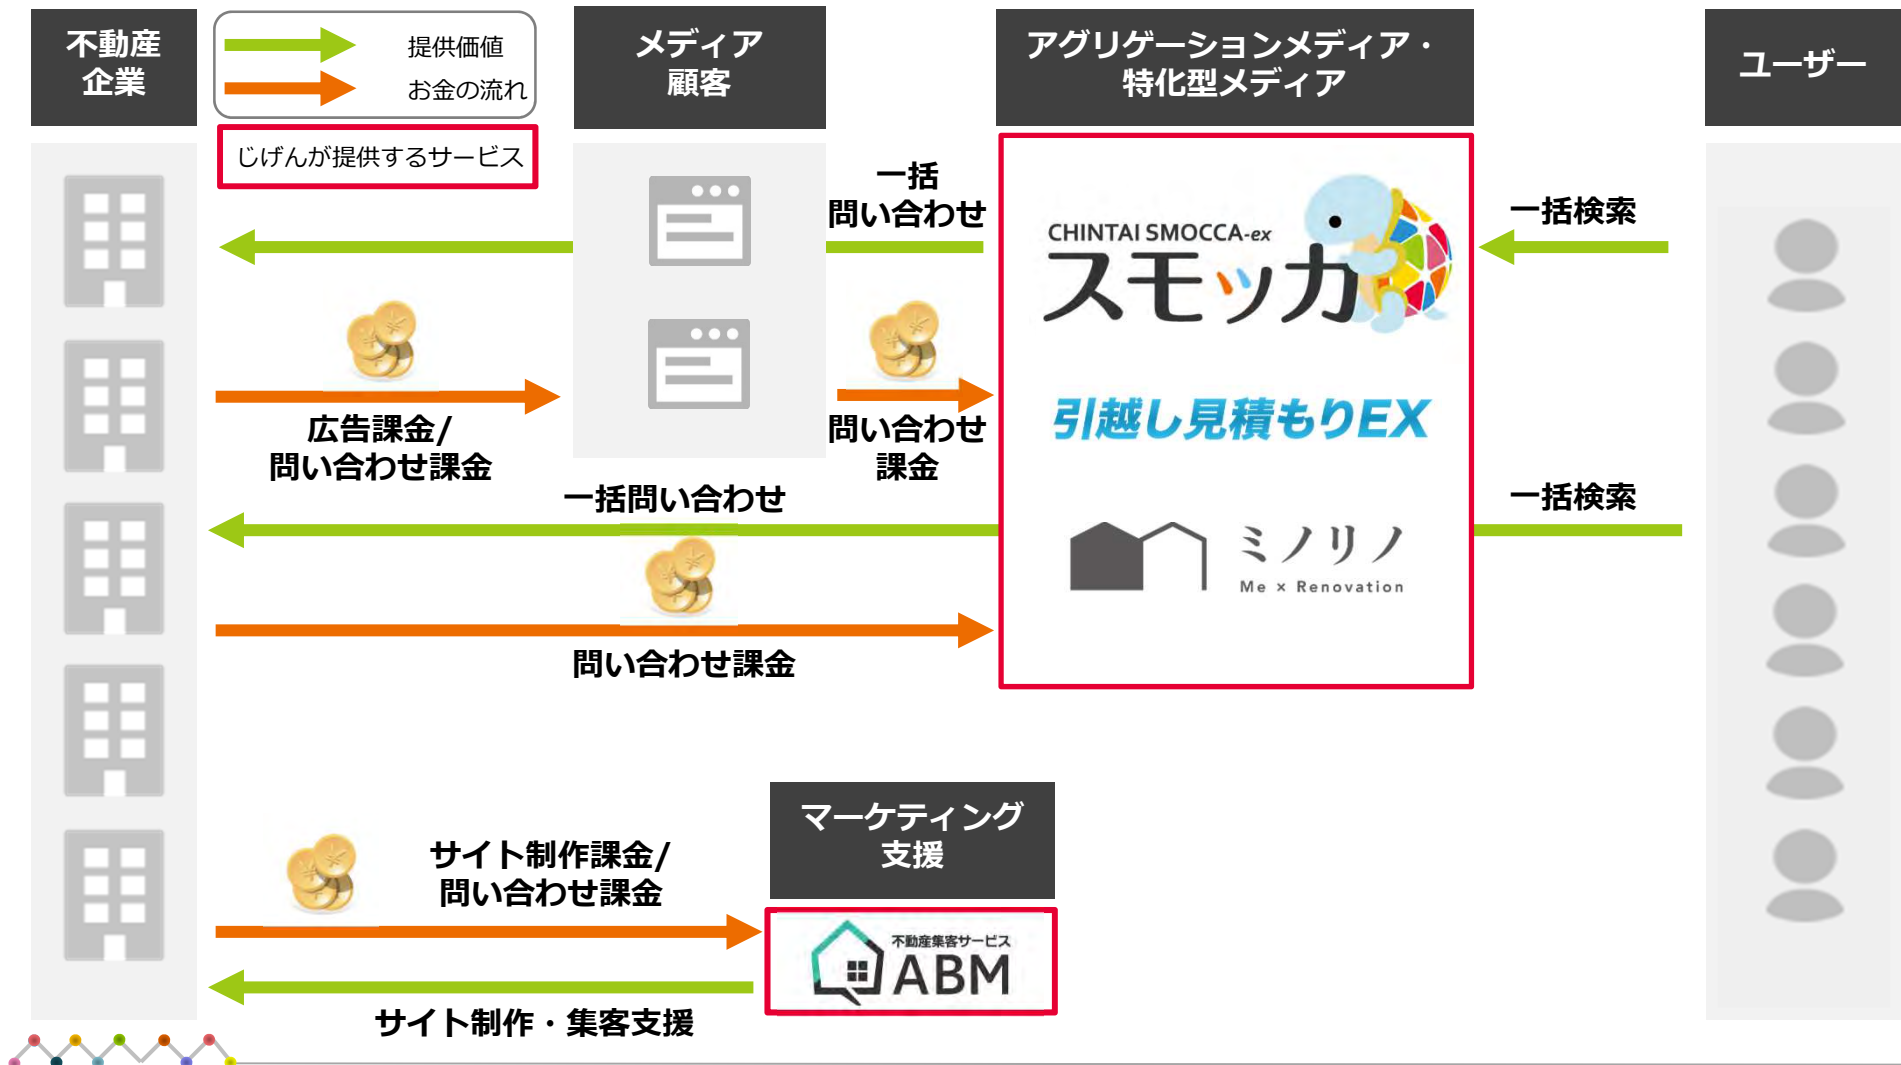 不動産
企業
提供価値
お金の流れ
じげんが提供するサービス
メディア
顧客
アグリゲーションメディア・
特化型メディア
ユーザー
一括
問い合わせ
CHINTAI SMOCCA-ex
スモッカ
一括検索
広告課金/
問い合わせ課金
問い合わせ
課金
引越し見積もりEX
一括問い合わせ
一括検索
ミノリノ
Me × Renovation
問い合わせ課金
マーケティング
支援
サイト制作課金/
問い合わせ課金
不動産集客サービス
ABM
サイト制作・集客支援